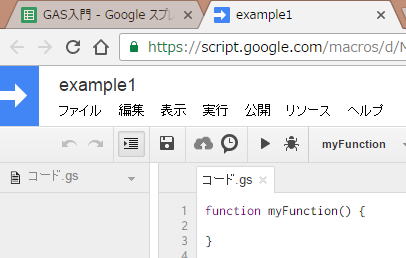 GAS入門 - Google スプレ
example1
https://script.google.com/macros/d/M
example1
ファイル 編集 表示 実行 公開 リソース ヘルプ
myFunction
コード.gs
コード.gs
1 function myFunction() {
2
3 }
4